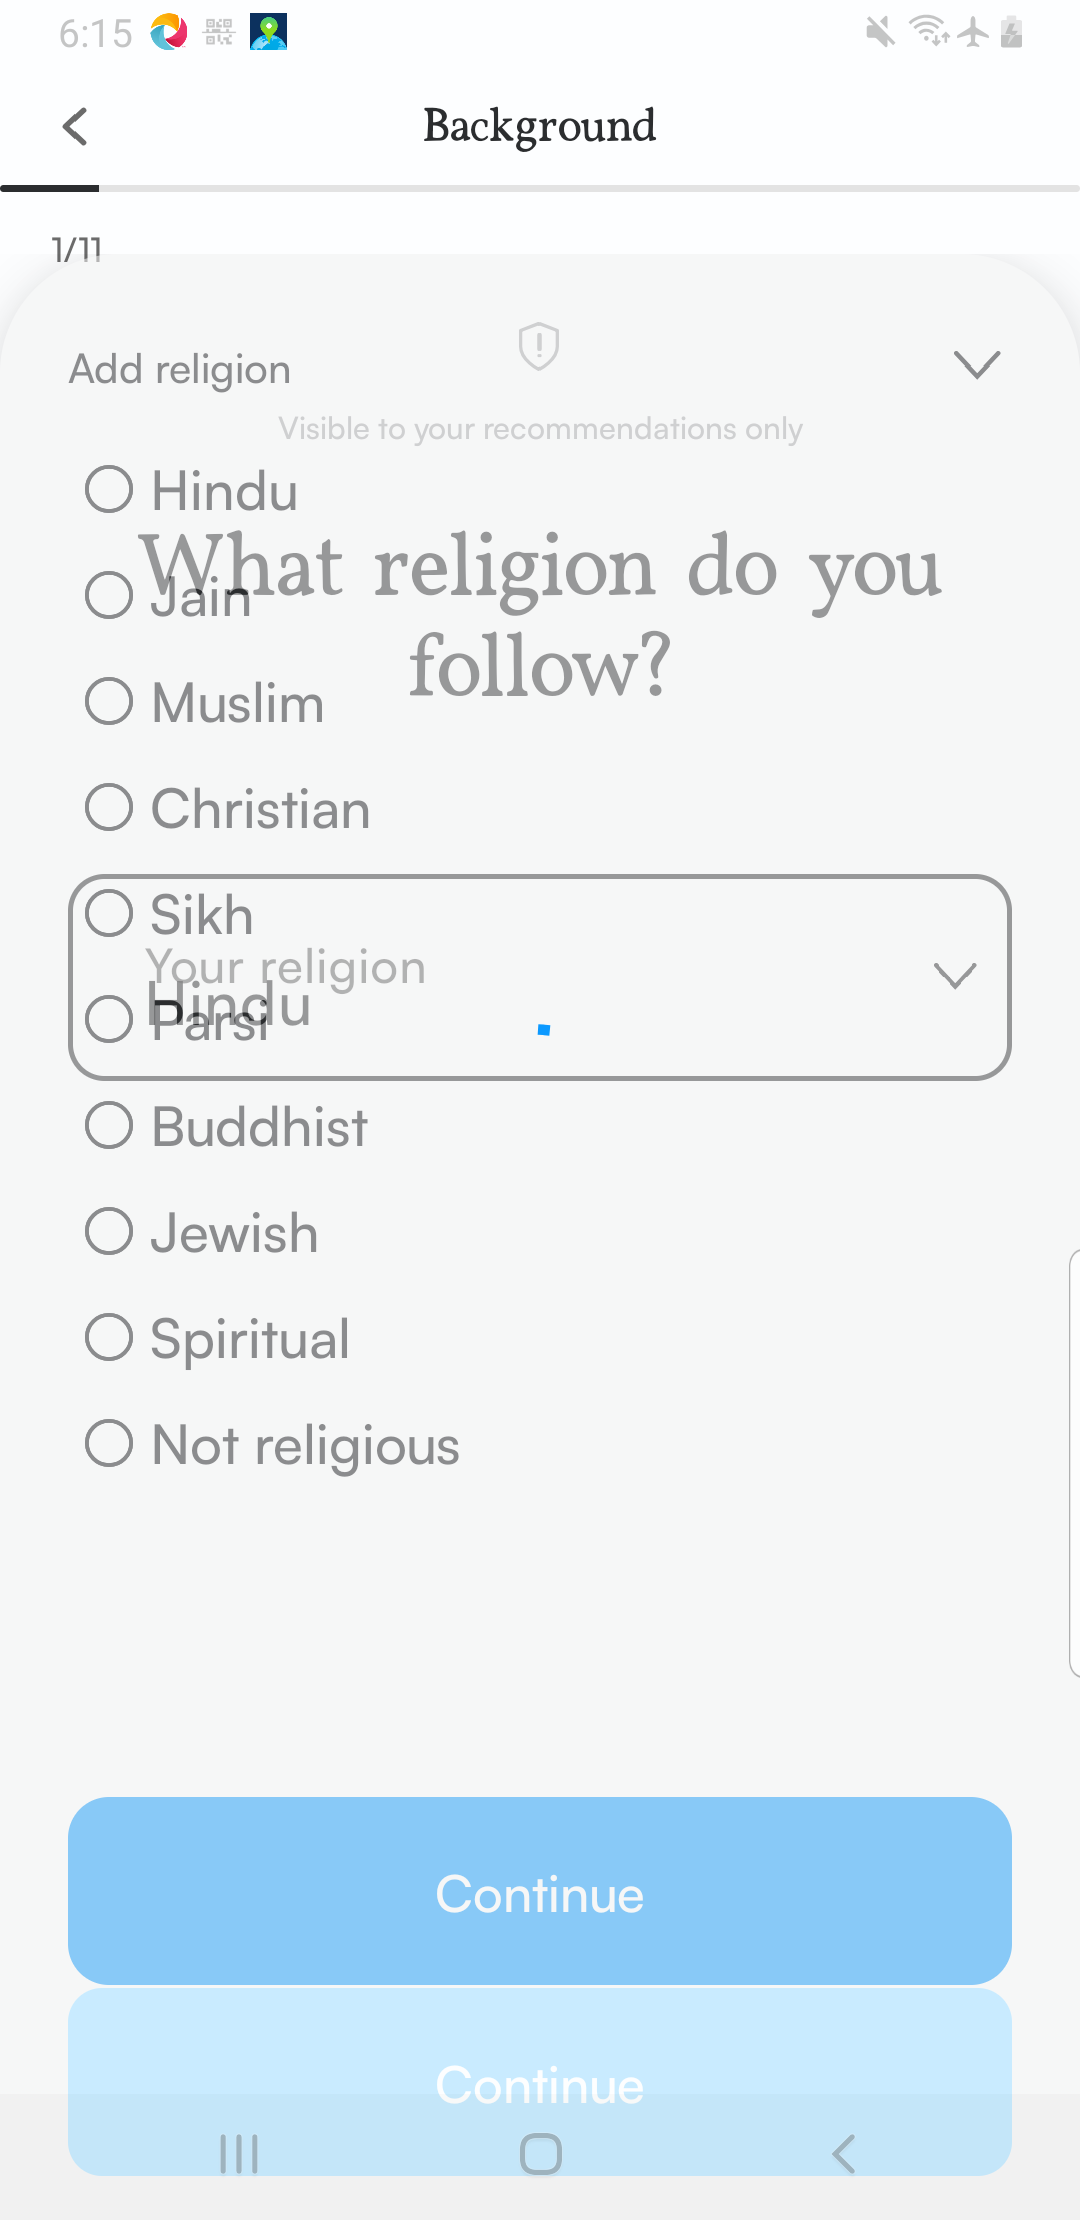 6:15
Background
1/11
Add religion
Visible to your recommendations only
Hindu
What religion do you
Jain
follow?
Muslim
Christian
Sikh
Your religion
Hindu
Parsi
Buddhist
Jewish
Spiritual
Not religious
Continue
Continue